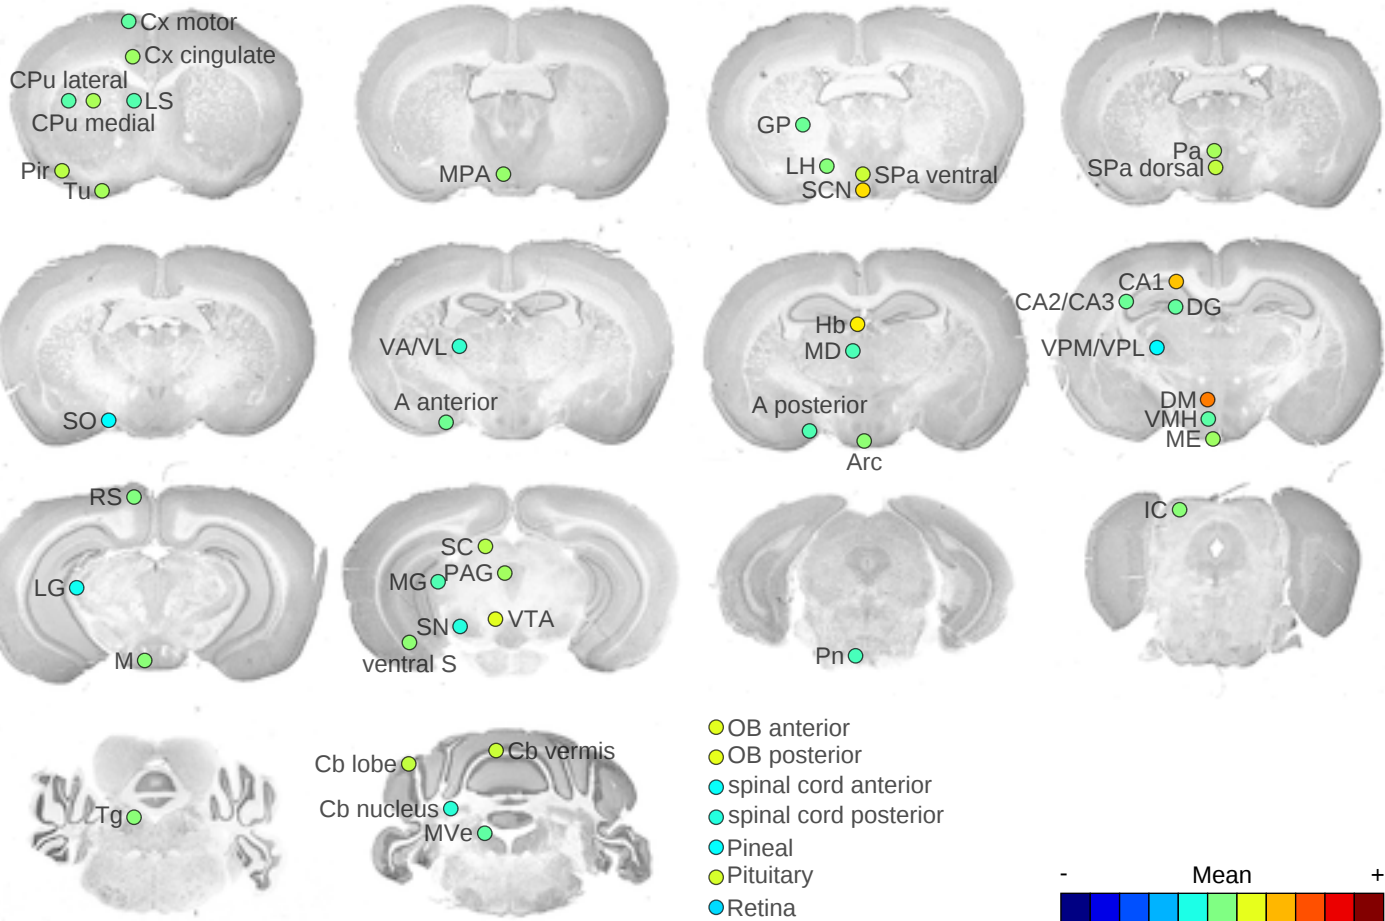 Cx motor
Cx cingulate
CPu lateral
LS
CPu medial
Pir
Tu
MPA
GP
LH
SPa ventral
SCN
Pa
SPa dorsal
SO
VA/VL
A anterior
Hb
MD
A posterior
Arc
CA1
CA2/CA3
DG
VPM/VPL
DM
VMH
ME
RS
LG
M
SC
MG
PAG
SN
VTA
ventral S
Pn
IC
Tg
Cb lobe
Cb vermis
Cb nucleus
MVe
OB anterior
OB posterior
spinal cord anterior
spinal cord posterior
Pineal
Pituitary
Retina
- Mean +